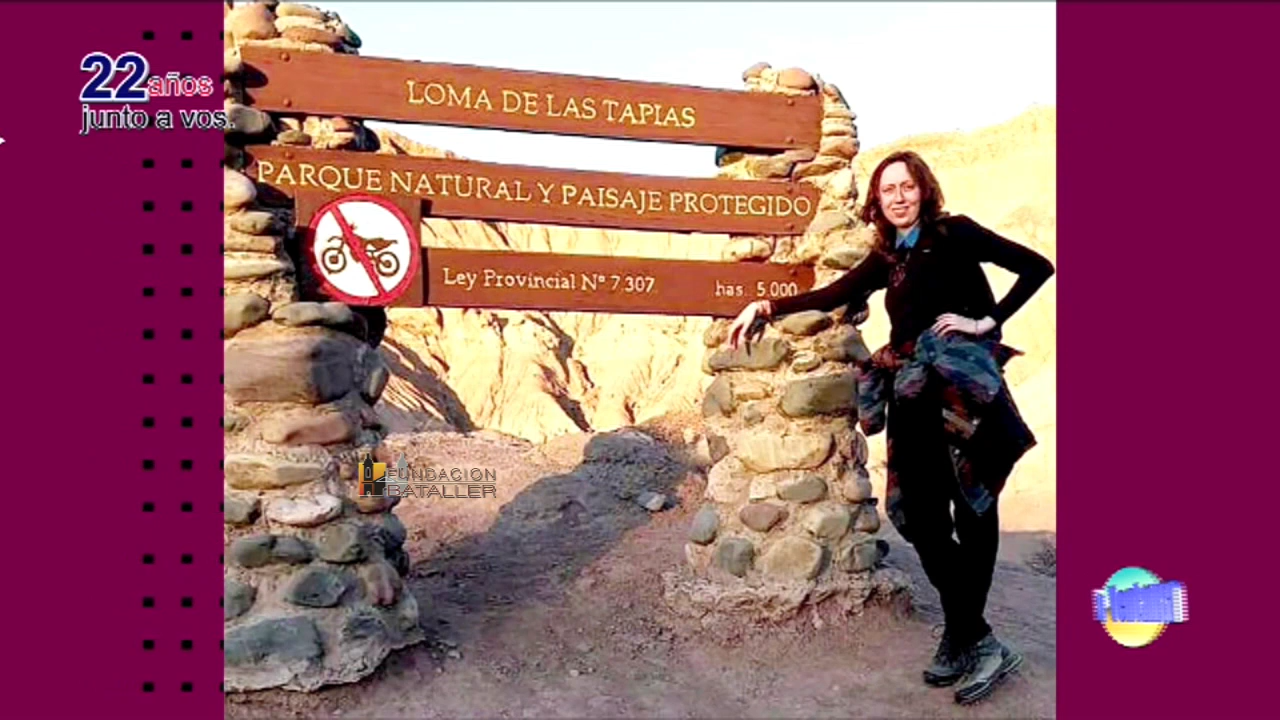 22 años
junto a vos.
LOMA DE LAS TAPIAS
PARQUE NATURAL Y PAISAJE PROTEGIDO
Ley Provincial Nº 7.307 has. 5.000
FUNDACION
BATALLER